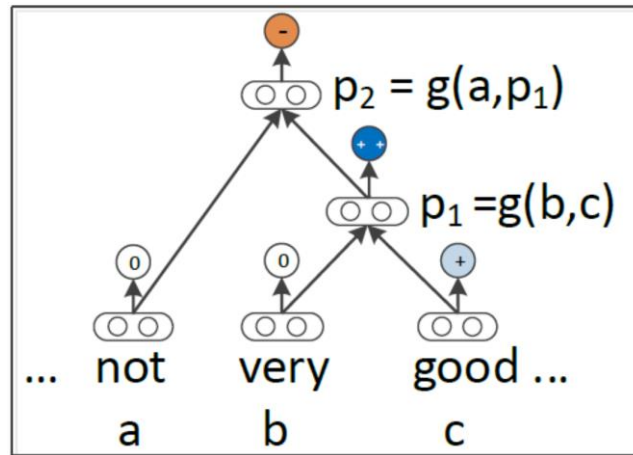 -
p₂ = g(a,p₁)
+ +
p₁ =g(b,c)
0 0 +
... not very good ...
a b c